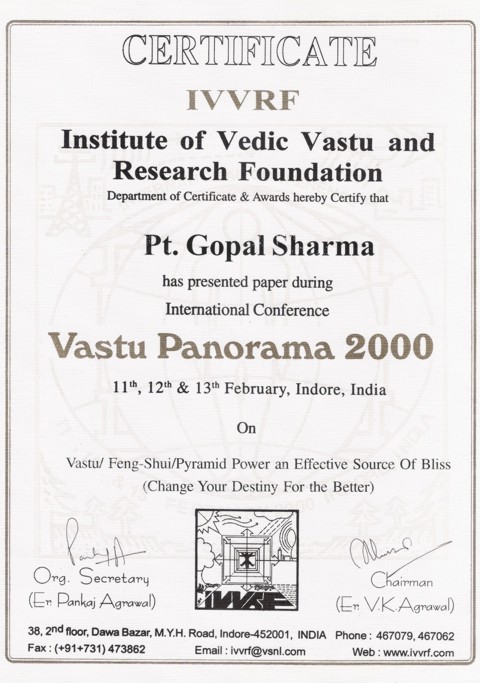 CERTIFICATE
IVVRF
Institute of Vedic Vastu and
Research Foundation
Department of Certificate & Awards hereby Certify that
Pt. Gopal Sharma
has presented paper during
International Conference
Vastu Panorama 2000
11th, 12th & 13th February, Indore, India
On
Vastu/ Feng-Shui/Pyramid Power an Effective Source Of Bliss
(Change Your Destiny For the Better)
IVVRF
Org. Secretary
(Er. Pankaj Agrawal)
Chairman
(Er. V.K. Agrawal)
38, 2nd floor, Dawa Bazar, M.Y.H. Road, Indore-452001, INDIA Phone : 467079, 467062
Fax : (+91+731) 473862 Email : ivvrf@vsnl.com Web : www.ivvrf.com